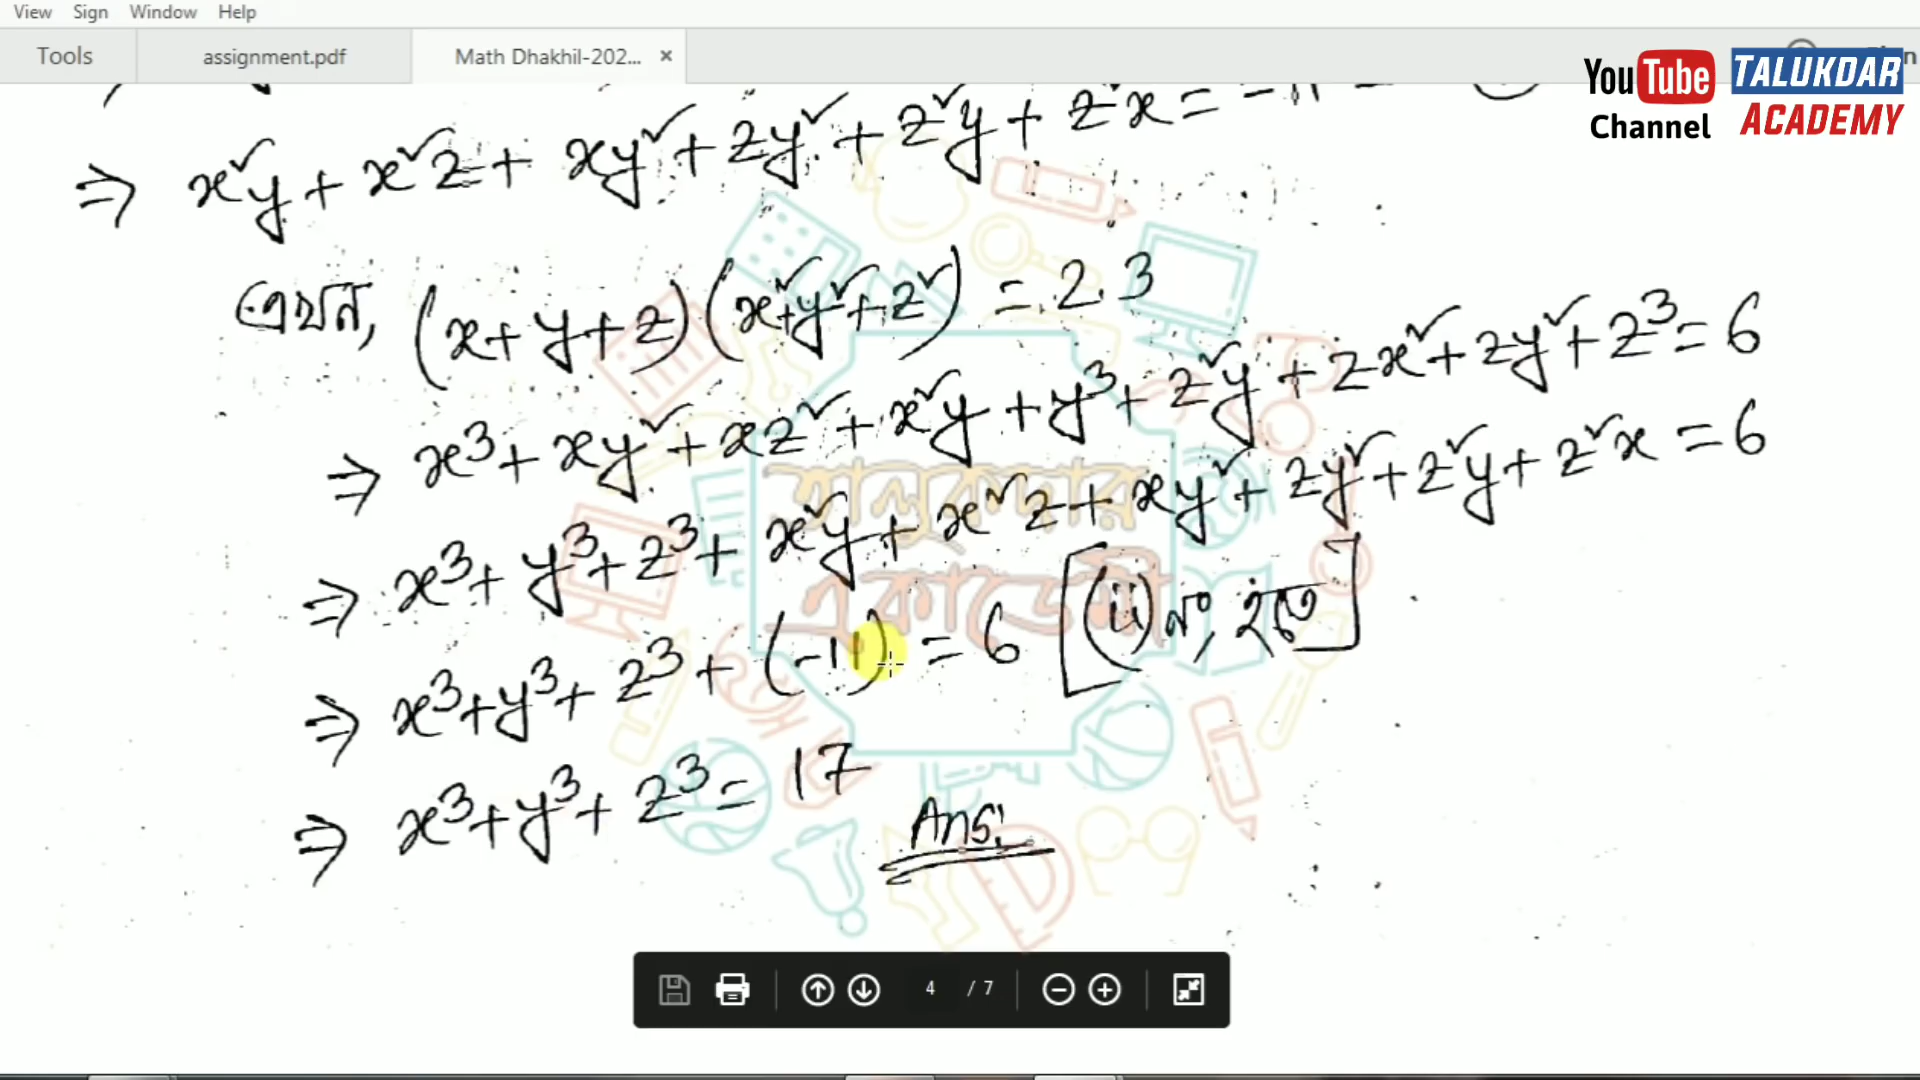 View Sign Window Help
Tools assignment.pdf Math Dhakhil-202... ×
YouTube Channel TALUKDAR ACADEMY
⇒ x²y + x²z + xy² + zy² + z²y + z²x = -11
এখন, (x+y+z)(x²+y²+z²) = 2.3
⇒ x³ + xy² + xz² + x²y + y³ + z²y + zx² + zy² + z³ = 6
⇒ x³ + y³ + z³ + x²y + x²z + xy² + zy² + z²y + z²x = 6
⇒ x³ + y³ + z³ + (-11) = 6 [(ii) নং হতে]
⇒ x³ + y³ + z³ = 17
Ans:
তালুকদার
একাডেমী
4 / 7